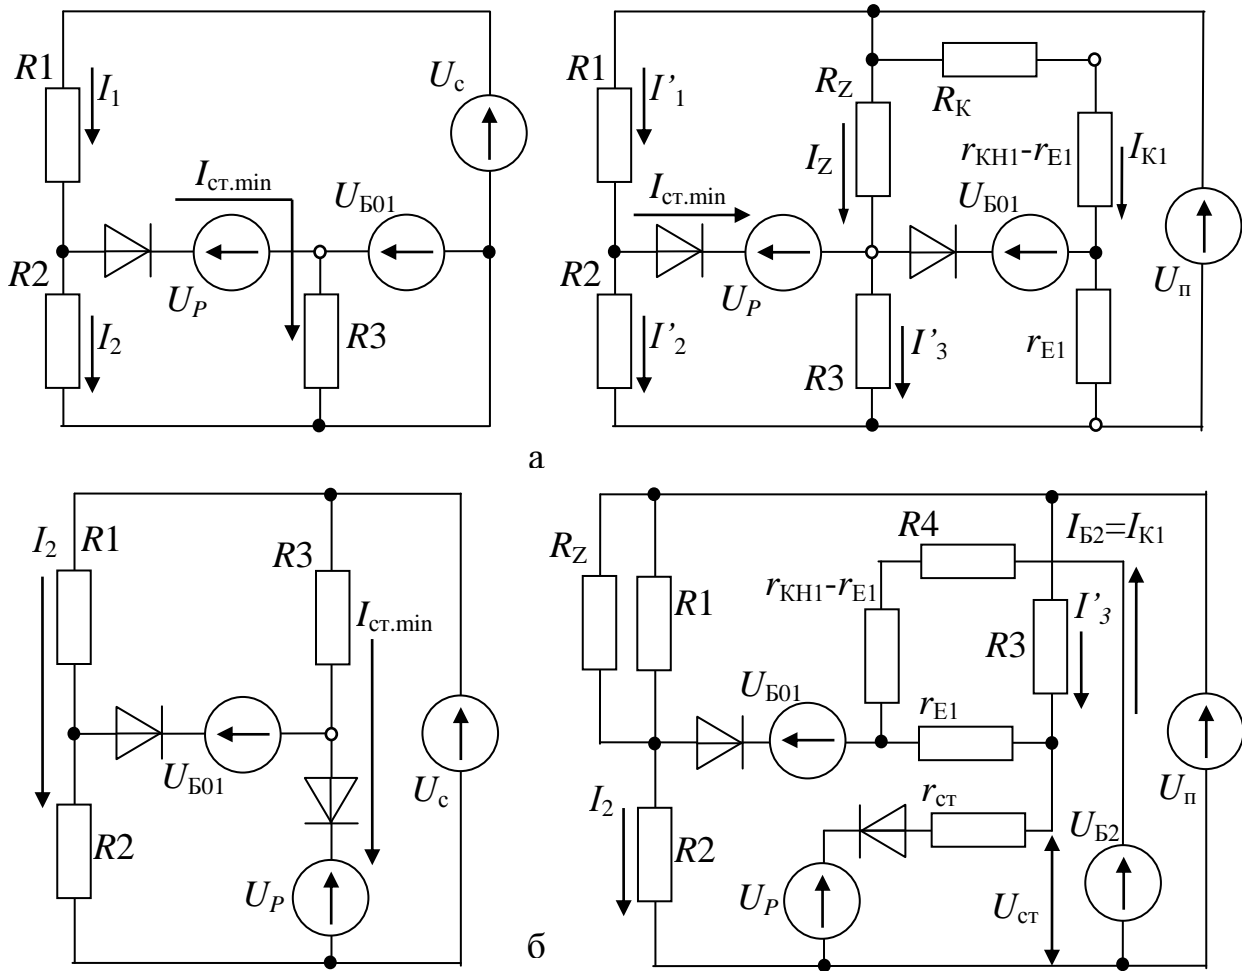 R1
I1
Uс
Iст.min
UБ01
R2
UP
I2
R3
R1
I’1
RZ
RК
IZ
rКН1-rЕ1
IК1
Iст.min
UБ01
R2
UP
I’2
R3
I’3
rЕ1
Uп
а
I2
R1
R3
Iст.min
UБ01
Uс
R2
UP
RZ
R1
R4
IБ2=IК1
rКН1-rЕ1
I’3
R3
UБ01
rЕ1
Uп
I2
rст
R2
UБ2
UP
Uст
б